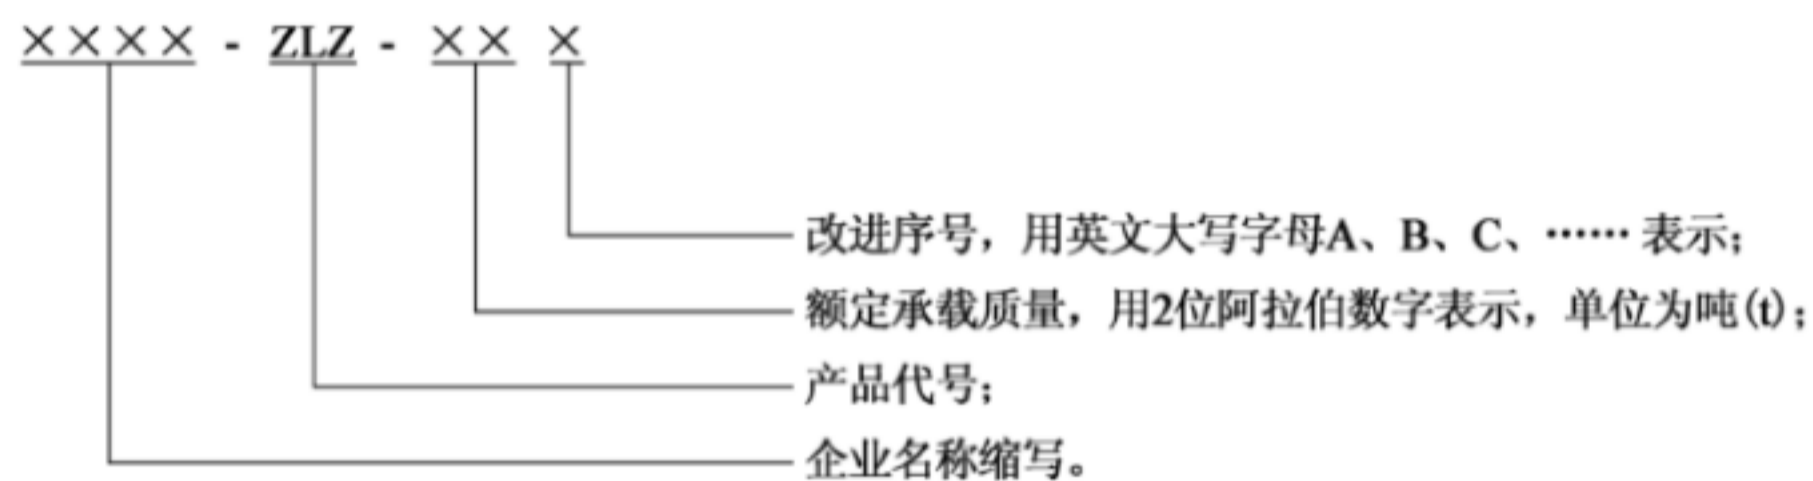 ×××× - ZLZ - ×× ×
改进序号，用英文大写字母A、B、C、……表示；
额定承载质量，用2位阿拉伯数字表示，单位为吨(t)；
产品代号；
企业名称缩写。